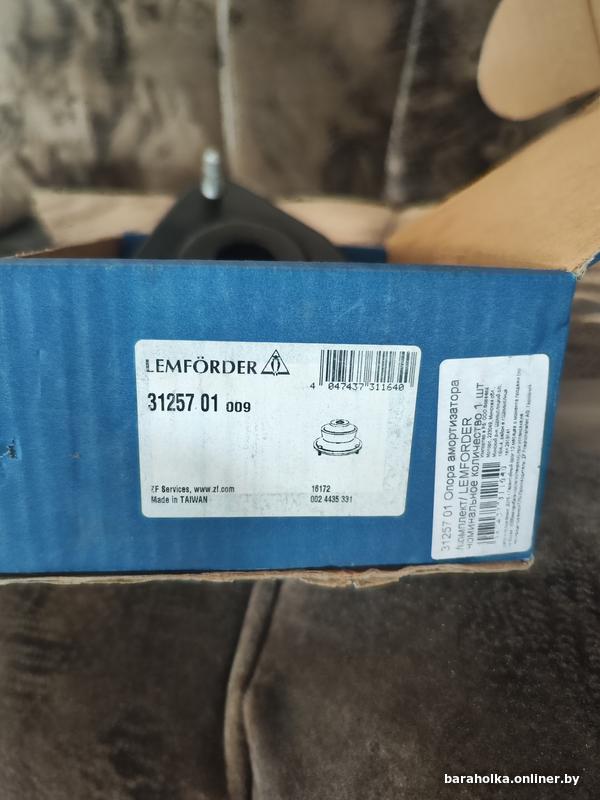 LEMFÖRDER
4 047437 311640
31257 01 009
ZF Services, www.zf.com
Made in TAIWAN
16172
002 4435 331
31257 01 Опора амортизатора
/комплект/ LEMFORDER
номинальное количество 1 шт
baraholka.onliner.by